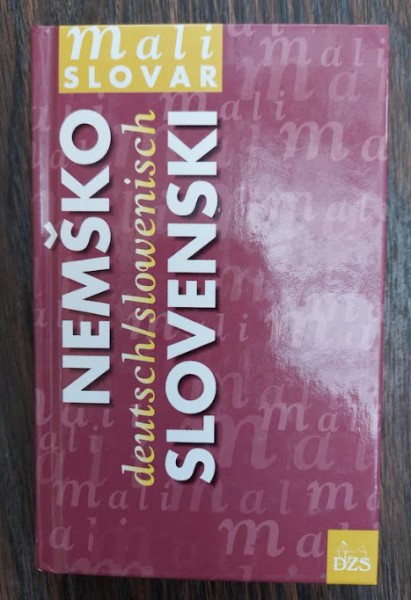 mali
SLOVAR
NEMŠKO
deutsch/slowenisch
SLOVENSKI
DZS